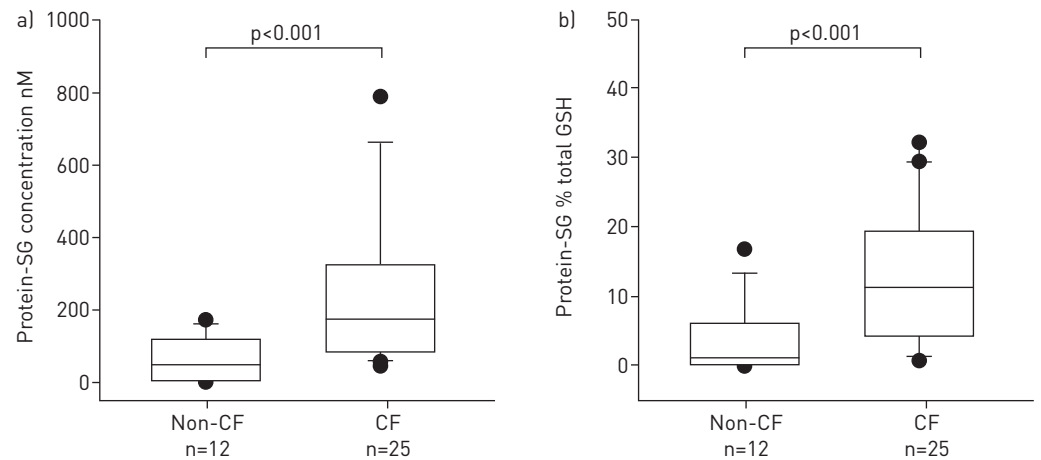 a)
Protein-SG concentration nM
1000
800
600
400
200
0
p<0.001
Non-CF
n=12
CF
n=25
b)
Protein-SG % total GSH
50
40
30
20
10
0
p<0.001
Non-CF
n=12
CF
n=25